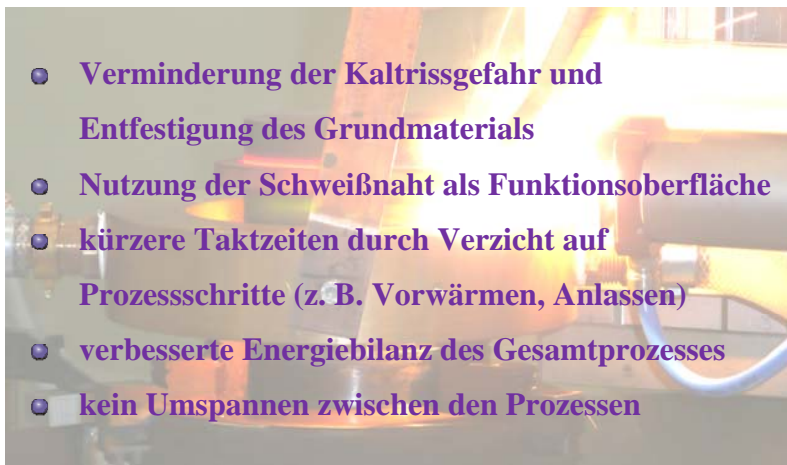 Verminderung der Kaltrissgefahr und
Entfestigung des Grundmaterials
Nutzung der Schweißnaht als Funktionsoberfläche
kürzere Taktzeiten durch Verzicht auf
Prozessschritte (z. B. Vorwärmen, Anlassen)
verbesserte Energiebilanz des Gesamtprozesses
kein Umspannen zwischen den Prozessen